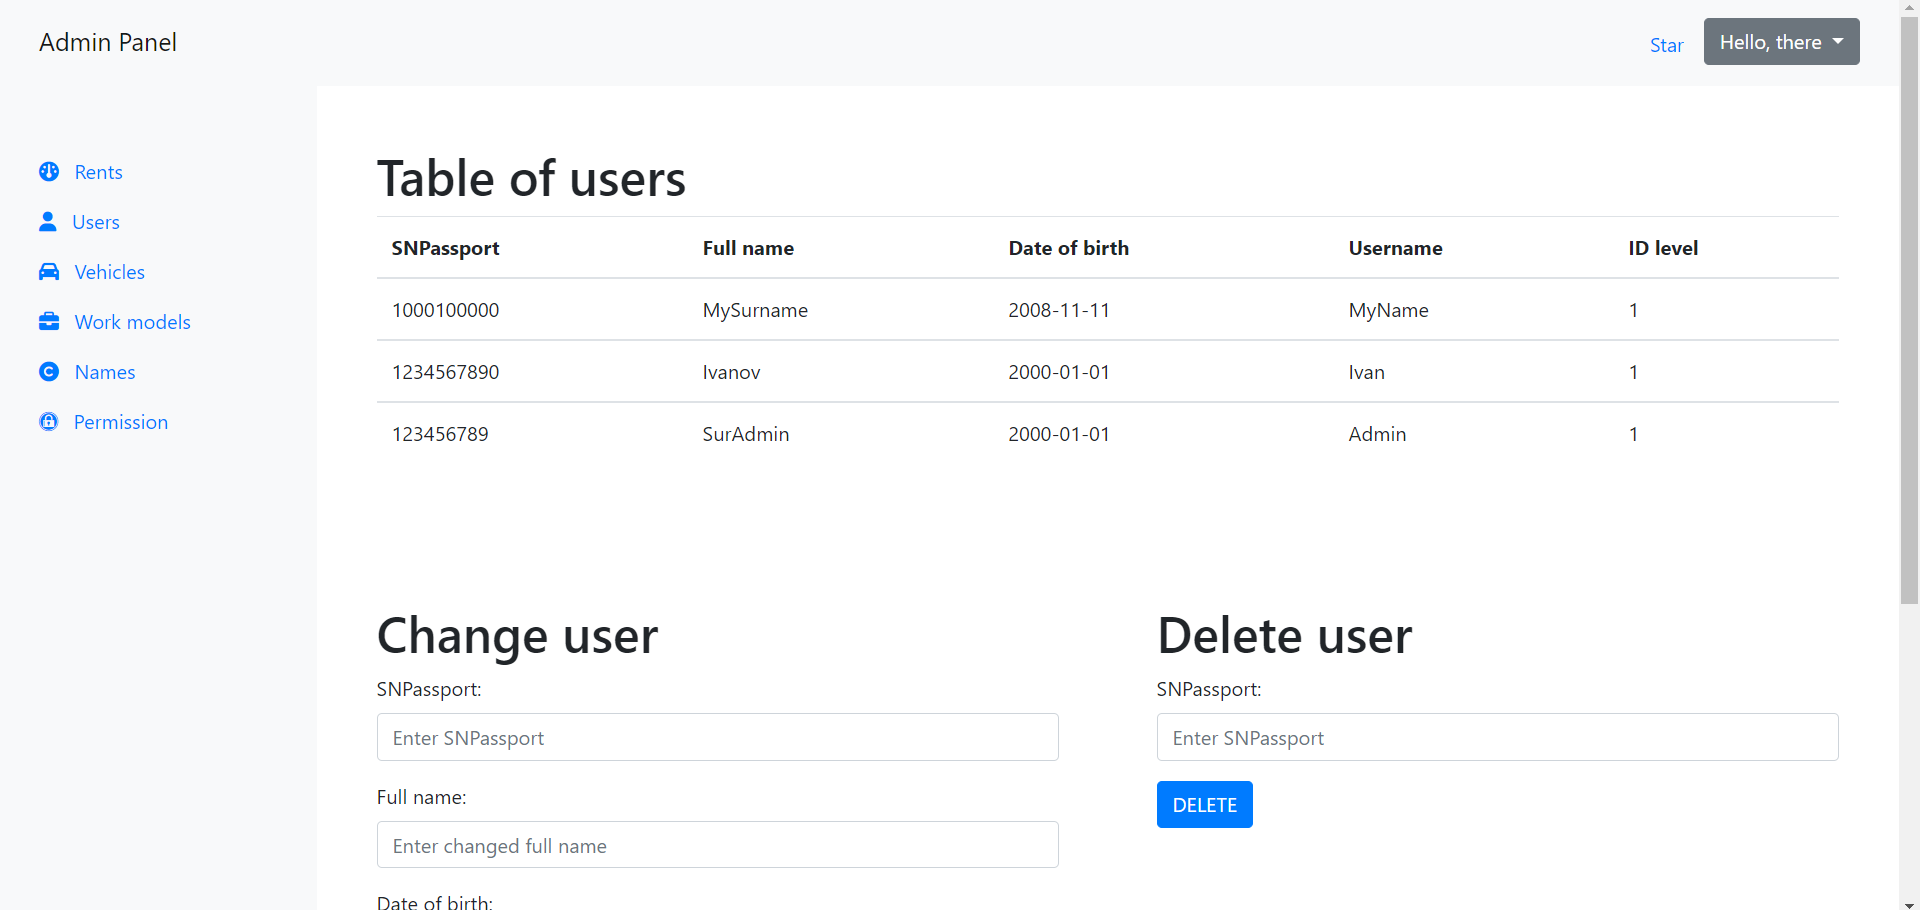 Admin Panel
Star
Hello, there
Rents
Users
Vehicles
Work models
Names
Permission
Table of users
SNPassport Full name Date of birth Username ID level
1000100000 MySurname 2008-11-11 MyName 1
1234567890 Ivanov 2000-01-01 Ivan 1
123456789 SurAdmin 2000-01-01 Admin 1
Change user
SNPassport:
Enter SNPassport
Full name:
Enter changed full name
Date of birth:
Delete user
SNPassport:
Enter SNPassport
DELETE